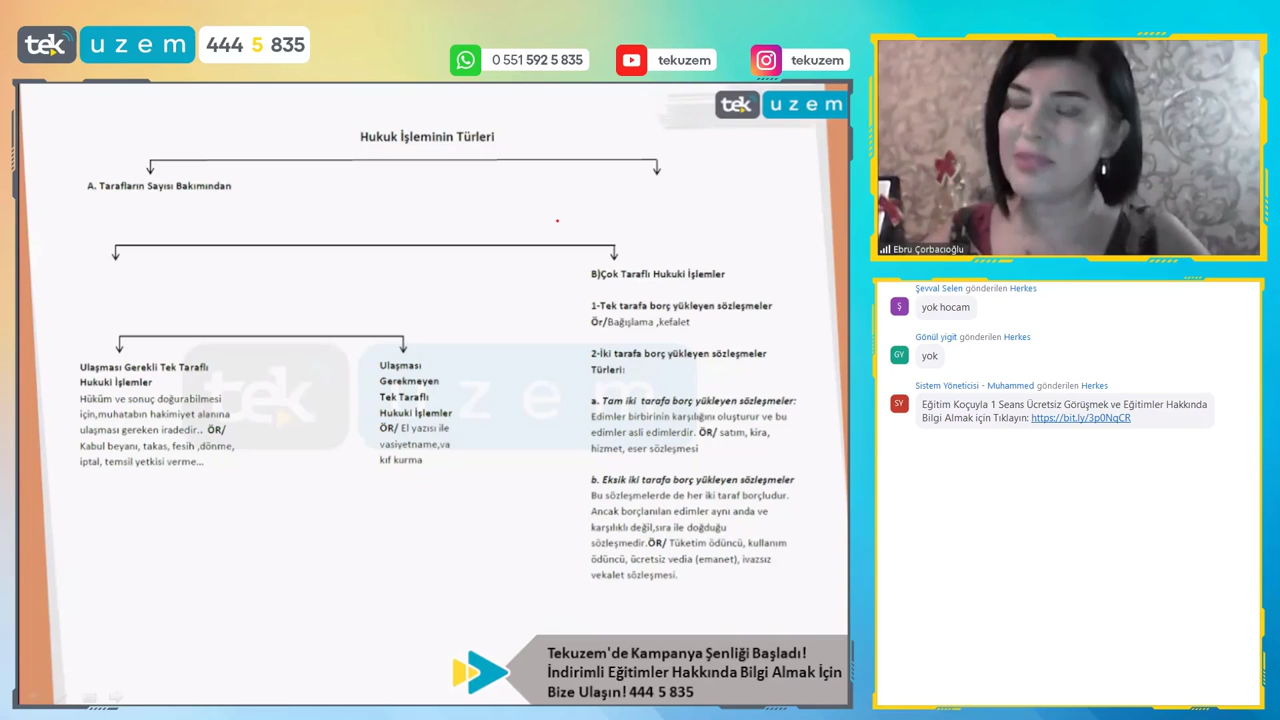 tek uzem 444 5 835
0 551 592 5 835
tekuzem
tekuzem
tek uzem
Hukuk İşleminin Türleri
A. Tarafların Sayısı Bakımından
B)Çok Taraflı Hukuki İşlemler
1-Tek tarafa borç yükleyen sözleşmeler
Ör/Bağışlama ,kefalet
2-İki tarafa borç yükleyen sözleşmeler
Türleri:
a. Tam iki tarafa borç yükleyen sözleşmeler:
Edimler birbirinin karşılığını oluşturur ve bu
edimler asli edimlerdir. ÖR/ satım, kira,
hizmet, eser sözleşmesi
b. Eksik iki tarafa borç yükleyen sözleşmeler
Bu sözleşmelerde de her iki taraf borçludur.
Ancak borçlanılan edimler aynı anda ve
karşılıklı değil,sıra ile doğduğu
sözleşmedir.ÖR/ Tüketim ödüncü, kullanım
ödüncü, ücretsiz vedia (emanet), ivazsız
vekalet sözleşmesi.
Ulaşması Gerekli Tek Taraflı
Hukuki İşlemler
Hüküm ve sonuç doğurabilmesi
için,muhatabın hakimiyet alanına
ulaşması gereken iradedir.. ÖR/
Kabul beyanı, takas, fesih ,dönme,
iptal, temsil yetkisi verme...
Ulaşması
Gerekmeyen
Tek Taraflı
Hukuki İşlemler
ÖR/ El yazısı ile
vasiyetname,va
kıf kurma
tek uzem
Tekuzem'de Kampanya Şenliği Başladı!
İndirimli Eğitimler Hakkında Bilgi Almak İçin
Bize Ulaşın! 444 5 835
Ebru Çorbacıoğlu
Şevval Selen gönderilen Herkes
Ş
yok hocam
Gönül yigit gönderilen Herkes
GY
yok
Sistem Yöneticisi - Muhammed gönderilen Herkes
SY
Eğitim Koçuyla 1 Seans Ücretsiz Görüşmek ve Eğitimler Hakkında
Bilgi Almak için Tıklayın: https://bit.ly/3p0NqCR